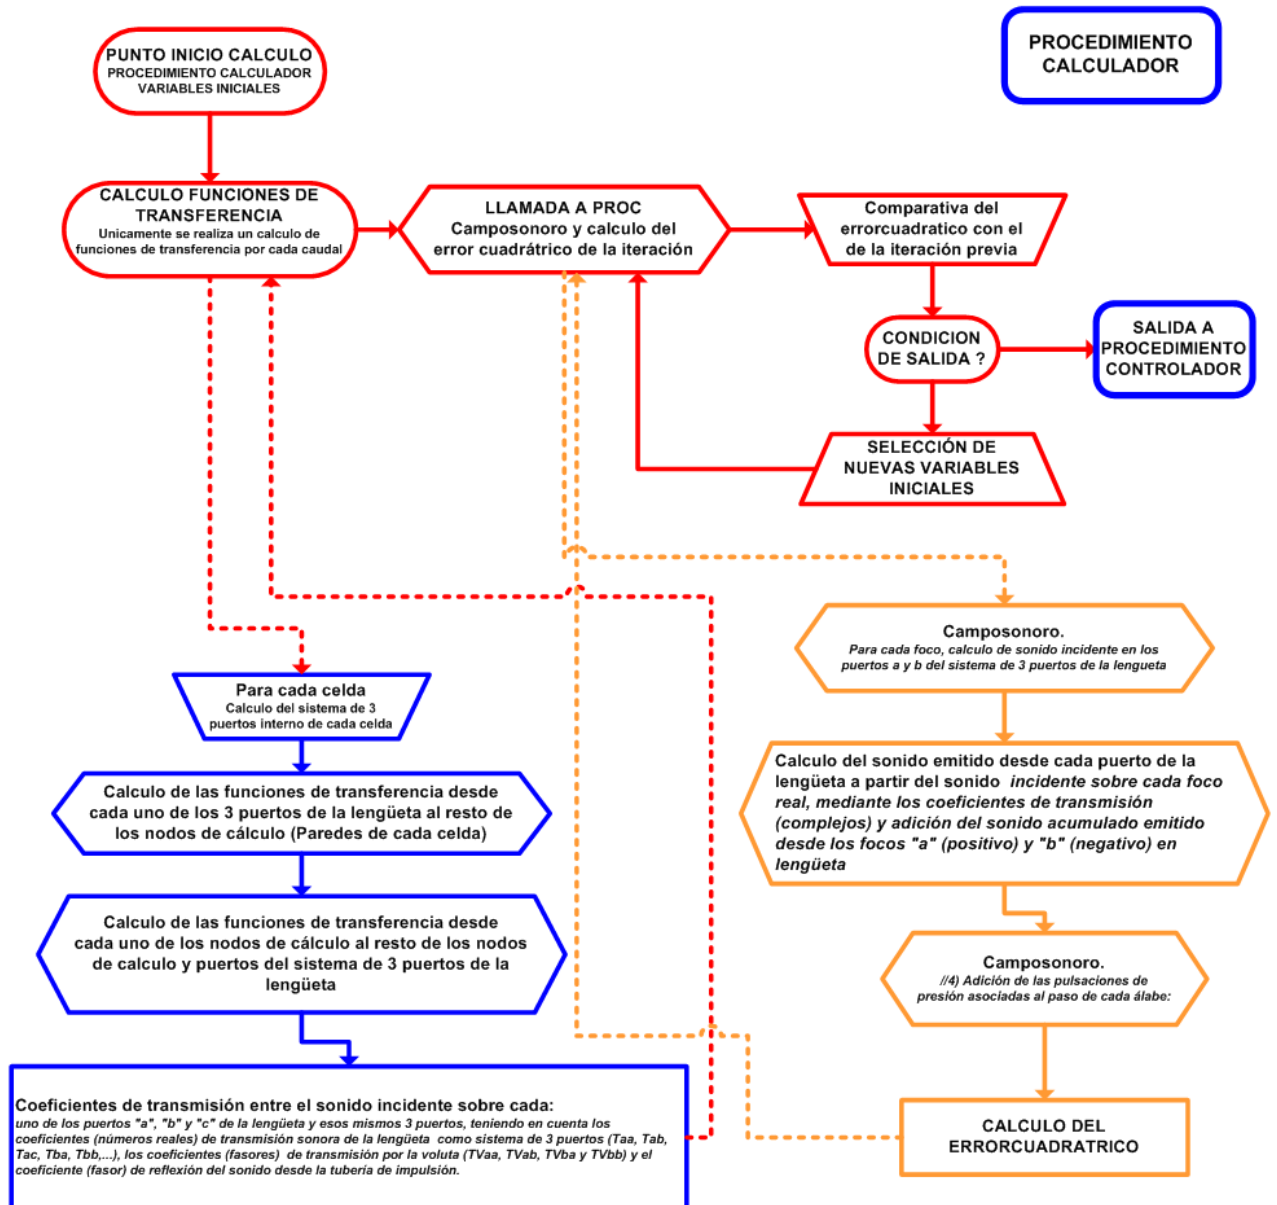 PROCEDIMIENTO
CALCULADOR
PUNTO INICIO CALCULO
PROCEDIMIENTO CALCULADOR
VARIABLES INICIALES
CALCULO FUNCIONES DE
TRANSFERENCIA
Unicamente se realiza un calculo de
funciones de transferencia por cada caudal
LLAMADA A PROC
Camposonoro y calculo del
error cuadrátrico de la iteración
Comparativa del
errorcuadratico con el
de la iteración previa
CONDICION
DE SALIDA ?
SALIDA A
PROCEDIMIENTO
CONTROLADOR
SELECCIÓN DE
NUEVAS VARIABLES
INICIALES
Para cada celda
Calculo del sistema de 3
puertos interno de cada celda
Calculo de las funciones de transferencia desde
cada uno de los 3 puertos de la lengüeta al resto de
los nodos de cálculo (Paredes de cada celda)
Calculo de las funciones de transferencia desde
cada uno de los nodos de cálculo al resto de los nodos
de calculo y puertos del sistema de 3 puertos de la
lengüeta
Coeficientes de transmisión entre el sonido incidente sobre cada:
uno de los puertos "a", "b" y "c" de la lengüeta y esos mismos 3 puertos, teniendo en cuenta los
coeficientes (números reales) de transmisión sonora de la lengüeta como sistema de 3 puertos (Taa, Tab,
Tac, Tba, Tbb,...), los coeficientes (fasores) de transmisión por la voluta (TVaa, TVab, TVba y TVbb) y el
coeficiente (fasor) de reflexión del sonido desde la tubería de impulsión.
Camposonoro.
Para cada foco, calculo de sonido incidente en los
puertos a y b del sistema de 3 puertos de la lengueta
Calculo del sonido emitido desde cada puerto de la
lengüeta a partir del sonido incidente sobre cada foco
real, mediante los coeficientes de transmisión
(complejos) y adición del sonido acumulado emitido
desde los focos "a" (positivo) y "b" (negativo) en
lengüeta
Camposonoro.
//4) Adición de las pulsaciones de
presión asociadas al paso de cada álabe:
CALCULO DEL
ERRORCUADRATRICO